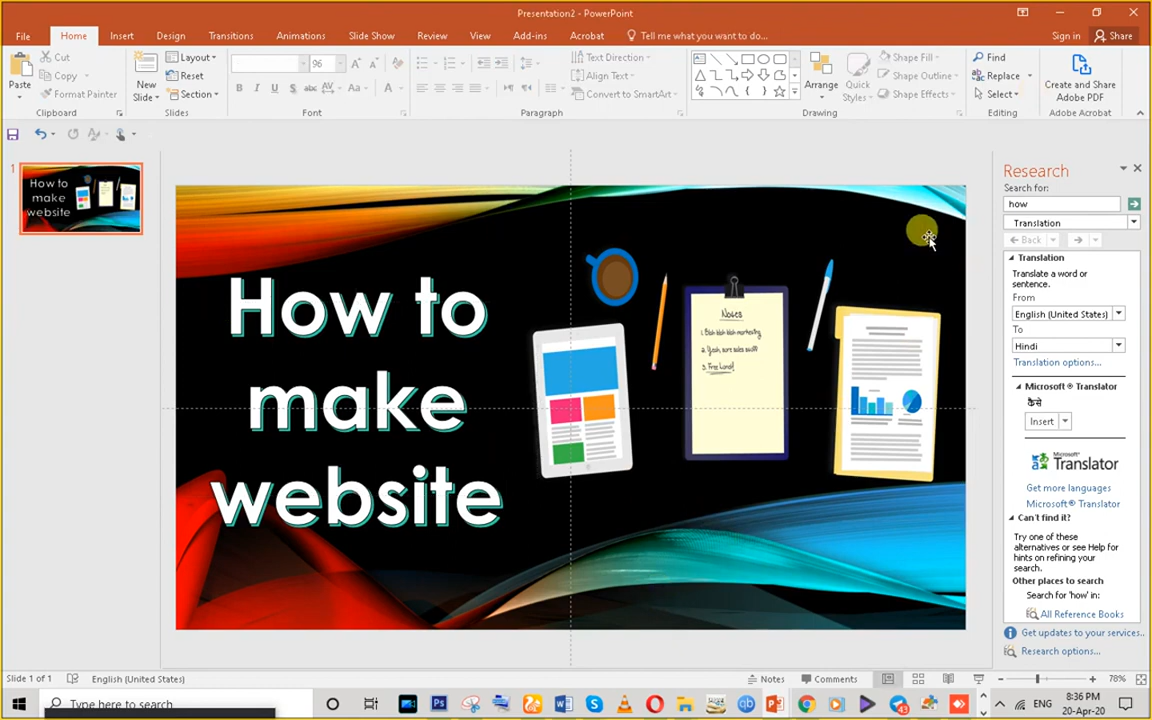 Presentation2 - PowerPoint
File Home Insert Design Transitions Animations Slide Show Review View Add-ins Acrobat Tell me what you want to do... Sign in Share
Paste
Cut
Copy
Format Painter
Clipboard
New Slide
Layout
Reset
Section
Slides
96
Font
Text Direction
Align Text
Convert to SmartArt
Paragraph
Arrange
Quick Styles
Shape Fill
Shape Outline
Shape Effects
Drawing
Find
Replace
Select
Editing
Create and Share Adobe PDF
Adobe Acrobat
1
How to
make
website
How to
make
website
Notes
Research
Search for:
how
Translation
Back
Translation
Translate a word or
sentence.
From
English (United States)
To
Hindi
Translation options...
Microsoft ® Translator
कैसे
Insert
Microsoft®
Translator
Get more languages
Microsoft® Translator
Can't find it?
Try one of these
alternatives or see Help for
hints on refining your
search.
Other places to search
Search for 'how' in:
All Reference Books
Get updates to your services...
Research options...
Slide 1 of 1 English (United States) Notes Comments 78%
Type here to search
43
ENG
8:36 PM
20-Apr-20